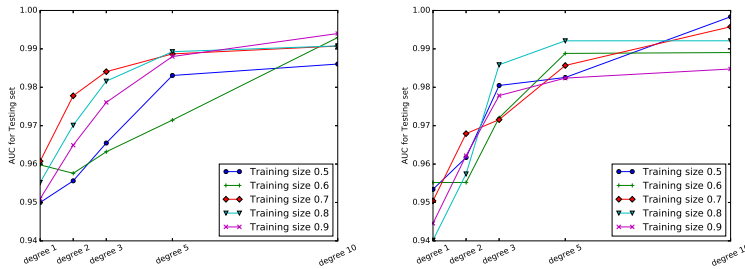 1.00
0.99
0.98
0.97
0.96
0.95
0.94
AUC for Testing set
degree 1
degree 2
degree 3
degree 5
degree 10
Training size 0.5
Training size 0.6
Training size 0.7
Training size 0.8
Training size 0.9
1.00
0.99
0.98
0.97
0.96
0.95
0.94
AUC for Testing set
degree 1
degree 2
degree 3
degree 5
Training size 0.5
Training size 0.6
Training size 0.7
Training size 0.8
Training size 0.9